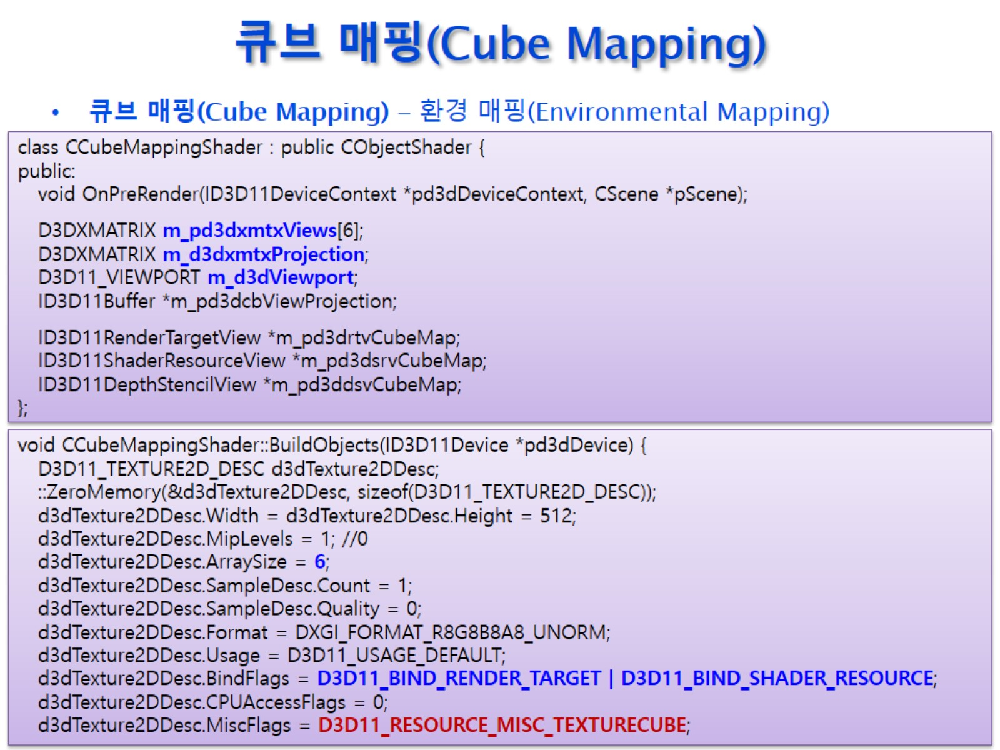 큐브 매핑(Cube Mapping)
• 큐브 매핑(Cube Mapping) – 환경 매핑(Environmental Mapping)
class CCubeMappingShader : public CObjectShader {
public:
void OnPreRender(ID3D11DeviceContext *pd3dDeviceContext, CScene *pScene);
D3DXMATRIX m_pd3dxmtxViews[6];
D3DXMATRIX m_d3dxmtxProjection;
D3D11_VIEWPORT m_d3dViewport;
ID3D11Buffer *m_pd3dcbViewProjection;
ID3D11RenderTargetView *m_pd3drtvCubeMap;
ID3D11ShaderResourceView *m_pd3dsrvCubeMap;
ID3D11DepthStencilView *m_pd3ddsvCubeMap;
};
void CCubeMappingShader::BuildObjects(ID3D11Device *pd3dDevice) {
D3D11_TEXTURE2D_DESC d3dTexture2DDesc;
::ZeroMemory(&d3dTexture2DDesc, sizeof(D3D11_TEXTURE2D_DESC));
d3dTexture2DDesc.Width = d3dTexture2DDesc.Height = 512;
d3dTexture2DDesc.MipLevels = 1; //0
d3dTexture2DDesc.ArraySize = 6;
d3dTexture2DDesc.SampleDesc.Count = 1;
d3dTexture2DDesc.SampleDesc.Quality = 0;
d3dTexture2DDesc.Format = DXGI_FORMAT_R8G8B8A8_UNORM;
d3dTexture2DDesc.Usage = D3D11_USAGE_DEFAULT;
d3dTexture2DDesc.BindFlags = D3D11_BIND_RENDER_TARGET | D3D11_BIND_SHADER_RESOURCE;
d3dTexture2DDesc.CPUAccessFlags = 0;
d3dTexture2DDesc.MiscFlags = D3D11_RESOURCE_MISC_TEXTURECUBE;